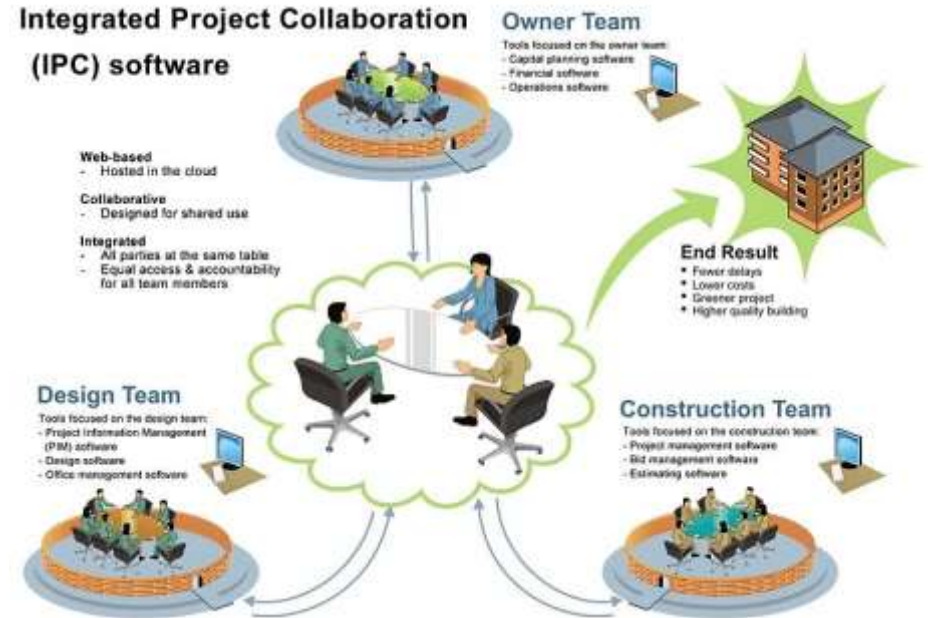 Integrated Project Collaboration
(IPC) software
Owner Team
Tools focused on the owner team:
- Capital planning software
- Financial software
- Operations software
Web-based
- Hosted in the cloud
Collaborative
- Designed for shared use
Integrated
- All parties at the same table
- Equal access & accountability
for all team members
End Result
* Fewer delays
* Lower costs
* Greener project
* Higher quality building
Design Team
Tools focused on the design team:
- Project Information Management
(PIM) software
- Design software
- Office management software
Construction Team
Tools focused on the construction team:
- Project management software
- Bid management software
- Estimating software